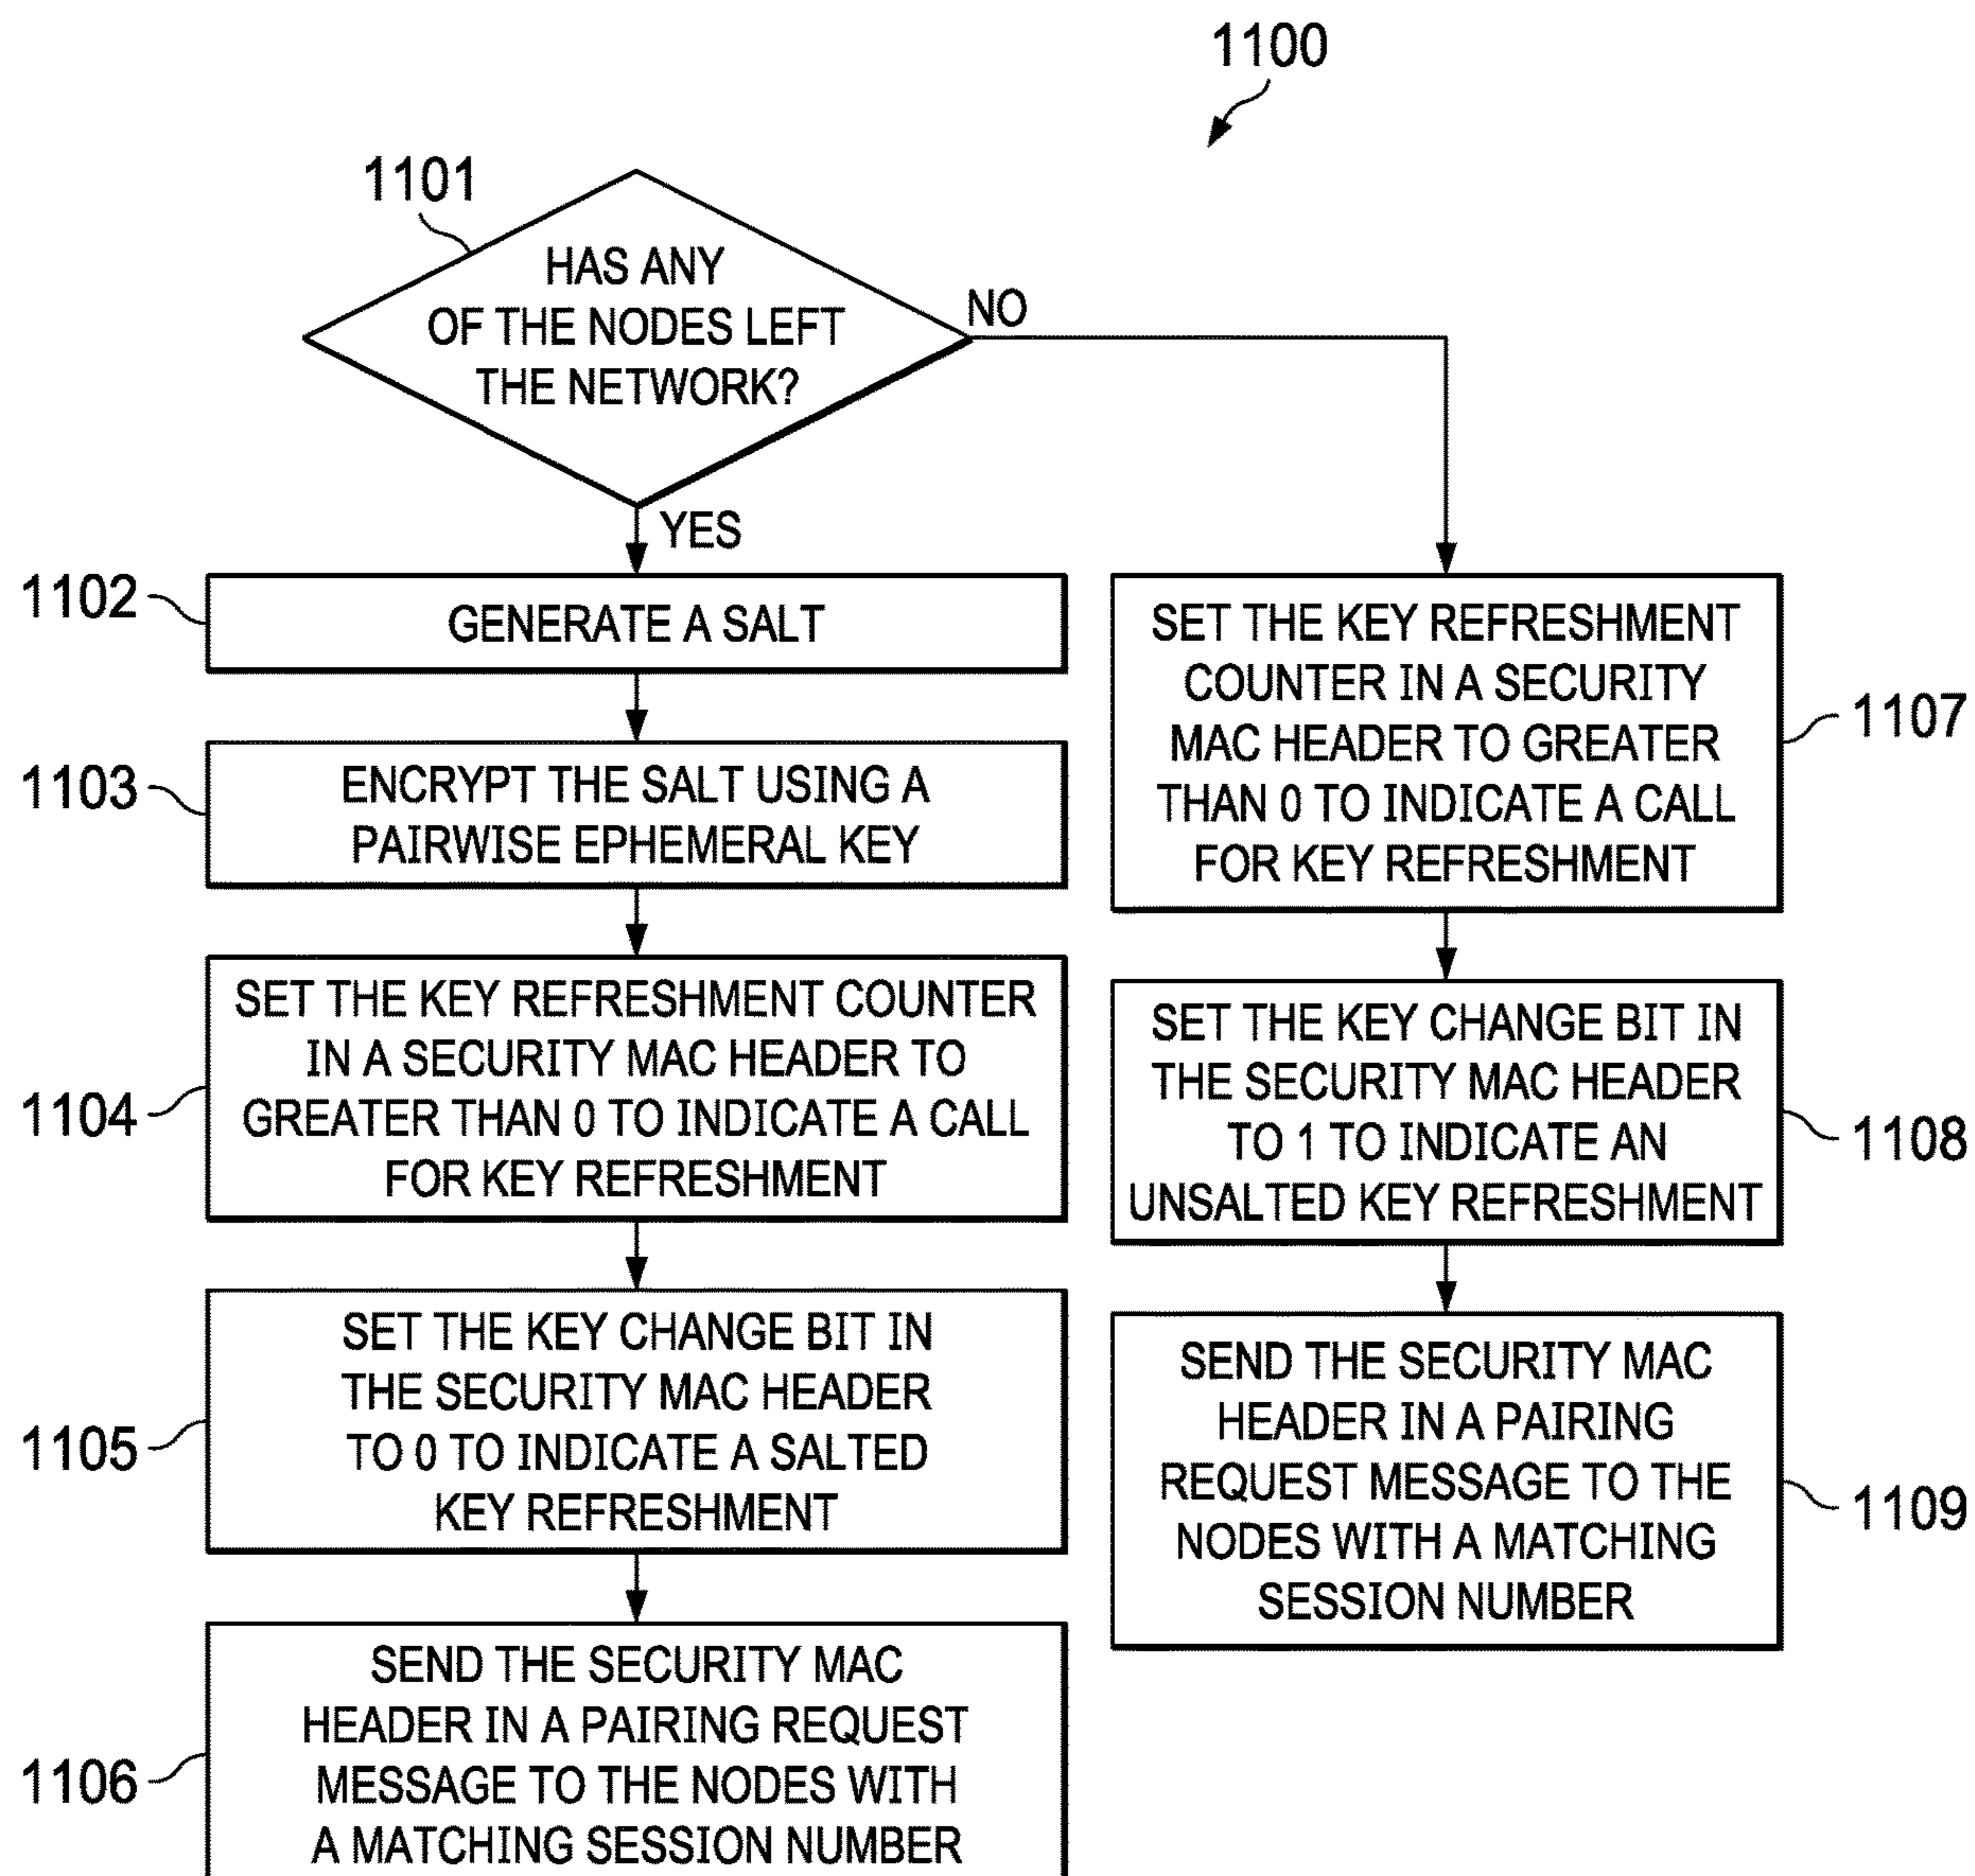 1100
1101
HAS ANY
OF THE NODES LEFT
THE NETWORK?
NO
YES
1102
GENERATE A SALT
1103
ENCRYPT THE SALT USING A
PAIRWISE EPHEMERAL KEY
1104
SET THE KEY REFRESHMENT COUNTER
IN A SECURITY MAC HEADER TO
GREATER THAN 0 TO INDICATE A CALL
FOR KEY REFRESHMENT
1105
SET THE KEY CHANGE BIT IN
THE SECURITY MAC HEADER
TO 0 TO INDICATE A SALTED
KEY REFRESHMENT
1106
SEND THE SECURITY MAC
HEADER IN A PAIRING REQUEST
MESSAGE TO THE NODES WITH
A MATCHING SESSION NUMBER
SET THE KEY REFRESHMENT
COUNTER IN A SECURITY
MAC HEADER TO GREATER
THAN 0 TO INDICATE A CALL
FOR KEY REFRESHMENT
1107
SET THE KEY CHANGE BIT IN
THE SECURITY MAC HEADER
TO 1 TO INDICATE AN
UNSALTED KEY REFRESHMENT
1108
SEND THE SECURITY MAC
HEADER IN A PAIRING
REQUEST MESSAGE TO THE
NODES WITH A MATCHING
SESSION NUMBER
1109